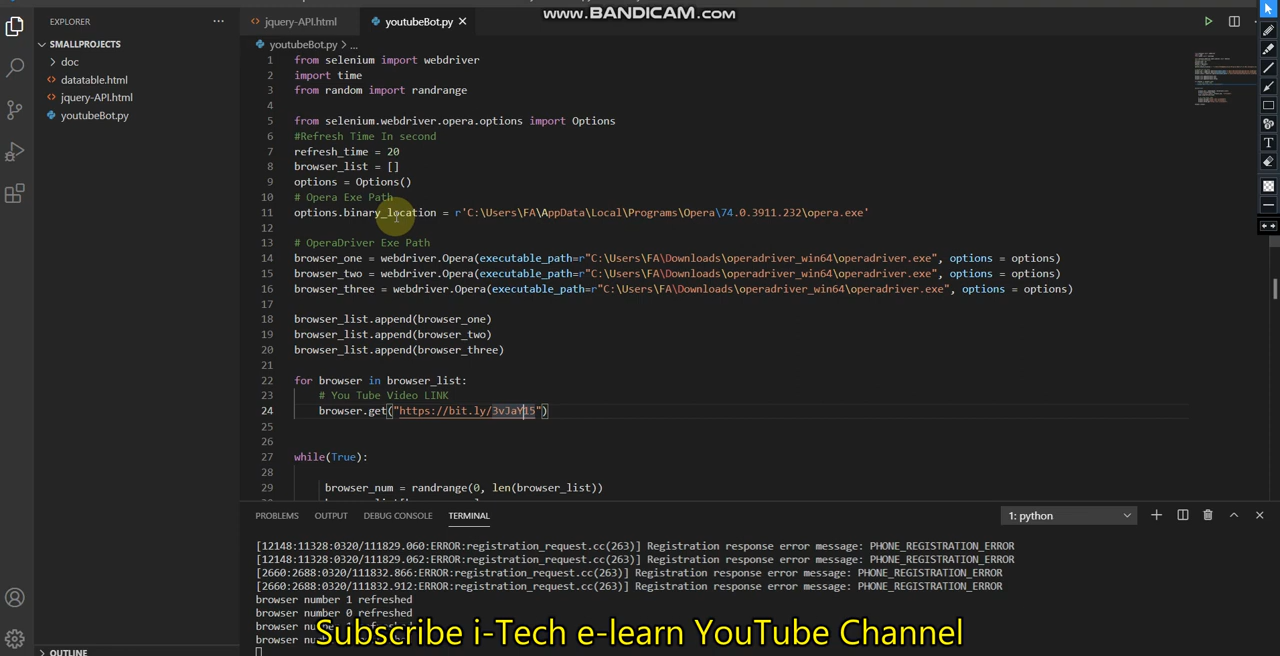 www.BANDICAM.com
EXPLORER
jquery-API.html
youtubeBot.py
SMALLPROJECTS
doc
datatable.html
jquery-API.html
youtubeBot.py
OUTLINE
youtubeBot.py > ...
1 from selenium import webdriver
2 import time
3 from random import randrange
4
5 from selenium.webdriver.opera.options import Options
6 #Refresh Time In second
7 refresh_time = 20
8 browser_list = []
9 options = Options()
10 # Opera Exe Path
11 options.binary_location = r'C:\Users\FA\AppData\Local\Programs\Opera\74.0.3911.232\opera.exe'
12
13 # OperaDriver Exe Path
14 browser_one = webdriver.Opera(executable_path=r"C:\Users\FA\Downloads\operadriver_win64\operadriver.exe", options = options)
15 browser_two = webdriver.Opera(executable_path=r"C:\Users\FA\Downloads\operadriver_win64\operadriver.exe", options = options)
16 browser_three = webdriver.Opera(executable_path=r"C:\Users\FA\Downloads\operadriver_win64\operadriver.exe", options = options)
17
18 browser_list.append(browser_one)
19 browser_list.append(browser_two)
20 browser_list.append(browser_three)
21
22 for browser in browser_list:
23 # You Tube Video LINK
24 browser.get("https://bit.ly/3vJaY15")
25
26
27 while(True):
28
29 browser_num = randrange(0, len(browser_list))
PROBLEMS OUTPUT DEBUG CONSOLE TERMINAL 1: python
[12148:11328:0320/111829.060:ERROR:registration_request.cc(263)] Registration response error message: PHONE_REGISTRATION_ERROR
[12148:11328:0320/111829.062:ERROR:registration_request.cc(263)] Registration response error message: PHONE_REGISTRATION_ERROR
[2660:2688:0320/111832.866:ERROR:registration_request.cc(263)] Registration response error message: PHONE_REGISTRATION_ERROR
[2660:2688:0320/111832.912:ERROR:registration_request.cc(263)] Registration response error message: PHONE_REGISTRATION_ERROR
browser number 1 refreshed
browser number 0 refreshed
Subscribe i-Tech e-learn YouTube Channel